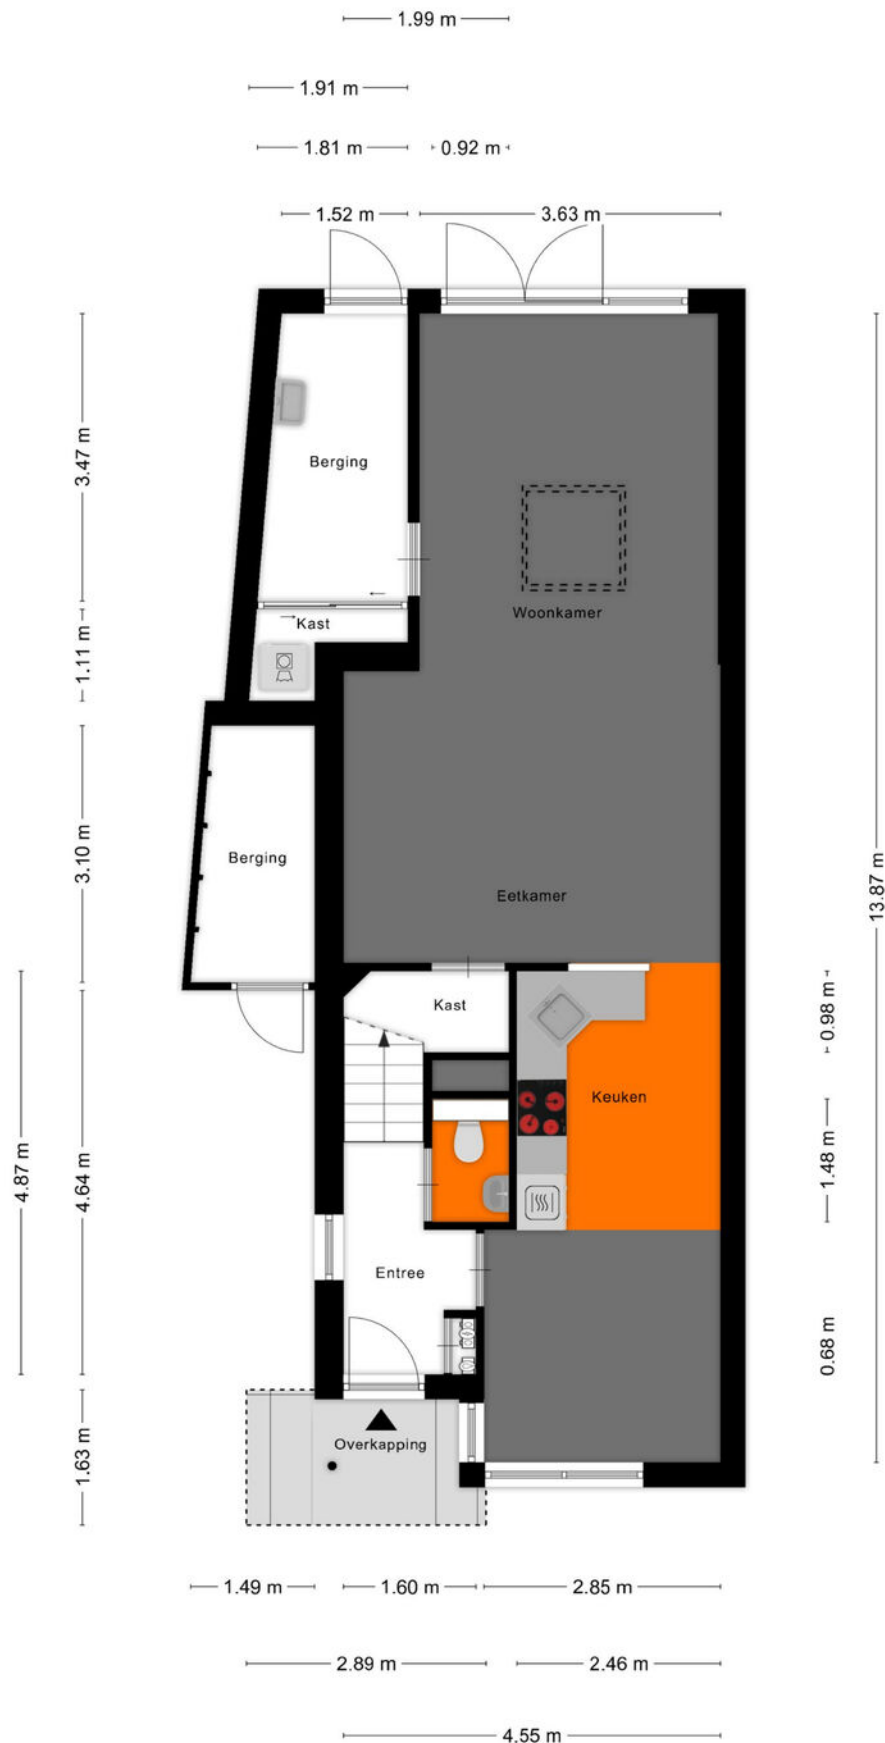 1.99 m
1.91 m
1.81 m
0.92 m
1.52 m
3.63 m
3.47 m
Berging
Woonkamer
Kast
1.11 m
3.10 m
Berging
13.87 m
Eetkamer
Kast
0.98 m
Keuken
4.87 m
4.64 m
1.48 m
Entree
0.68 m
Overkapping
1.63 m
1.49 m
1.60 m
2.85 m
2.89 m
2.46 m
4.55 m